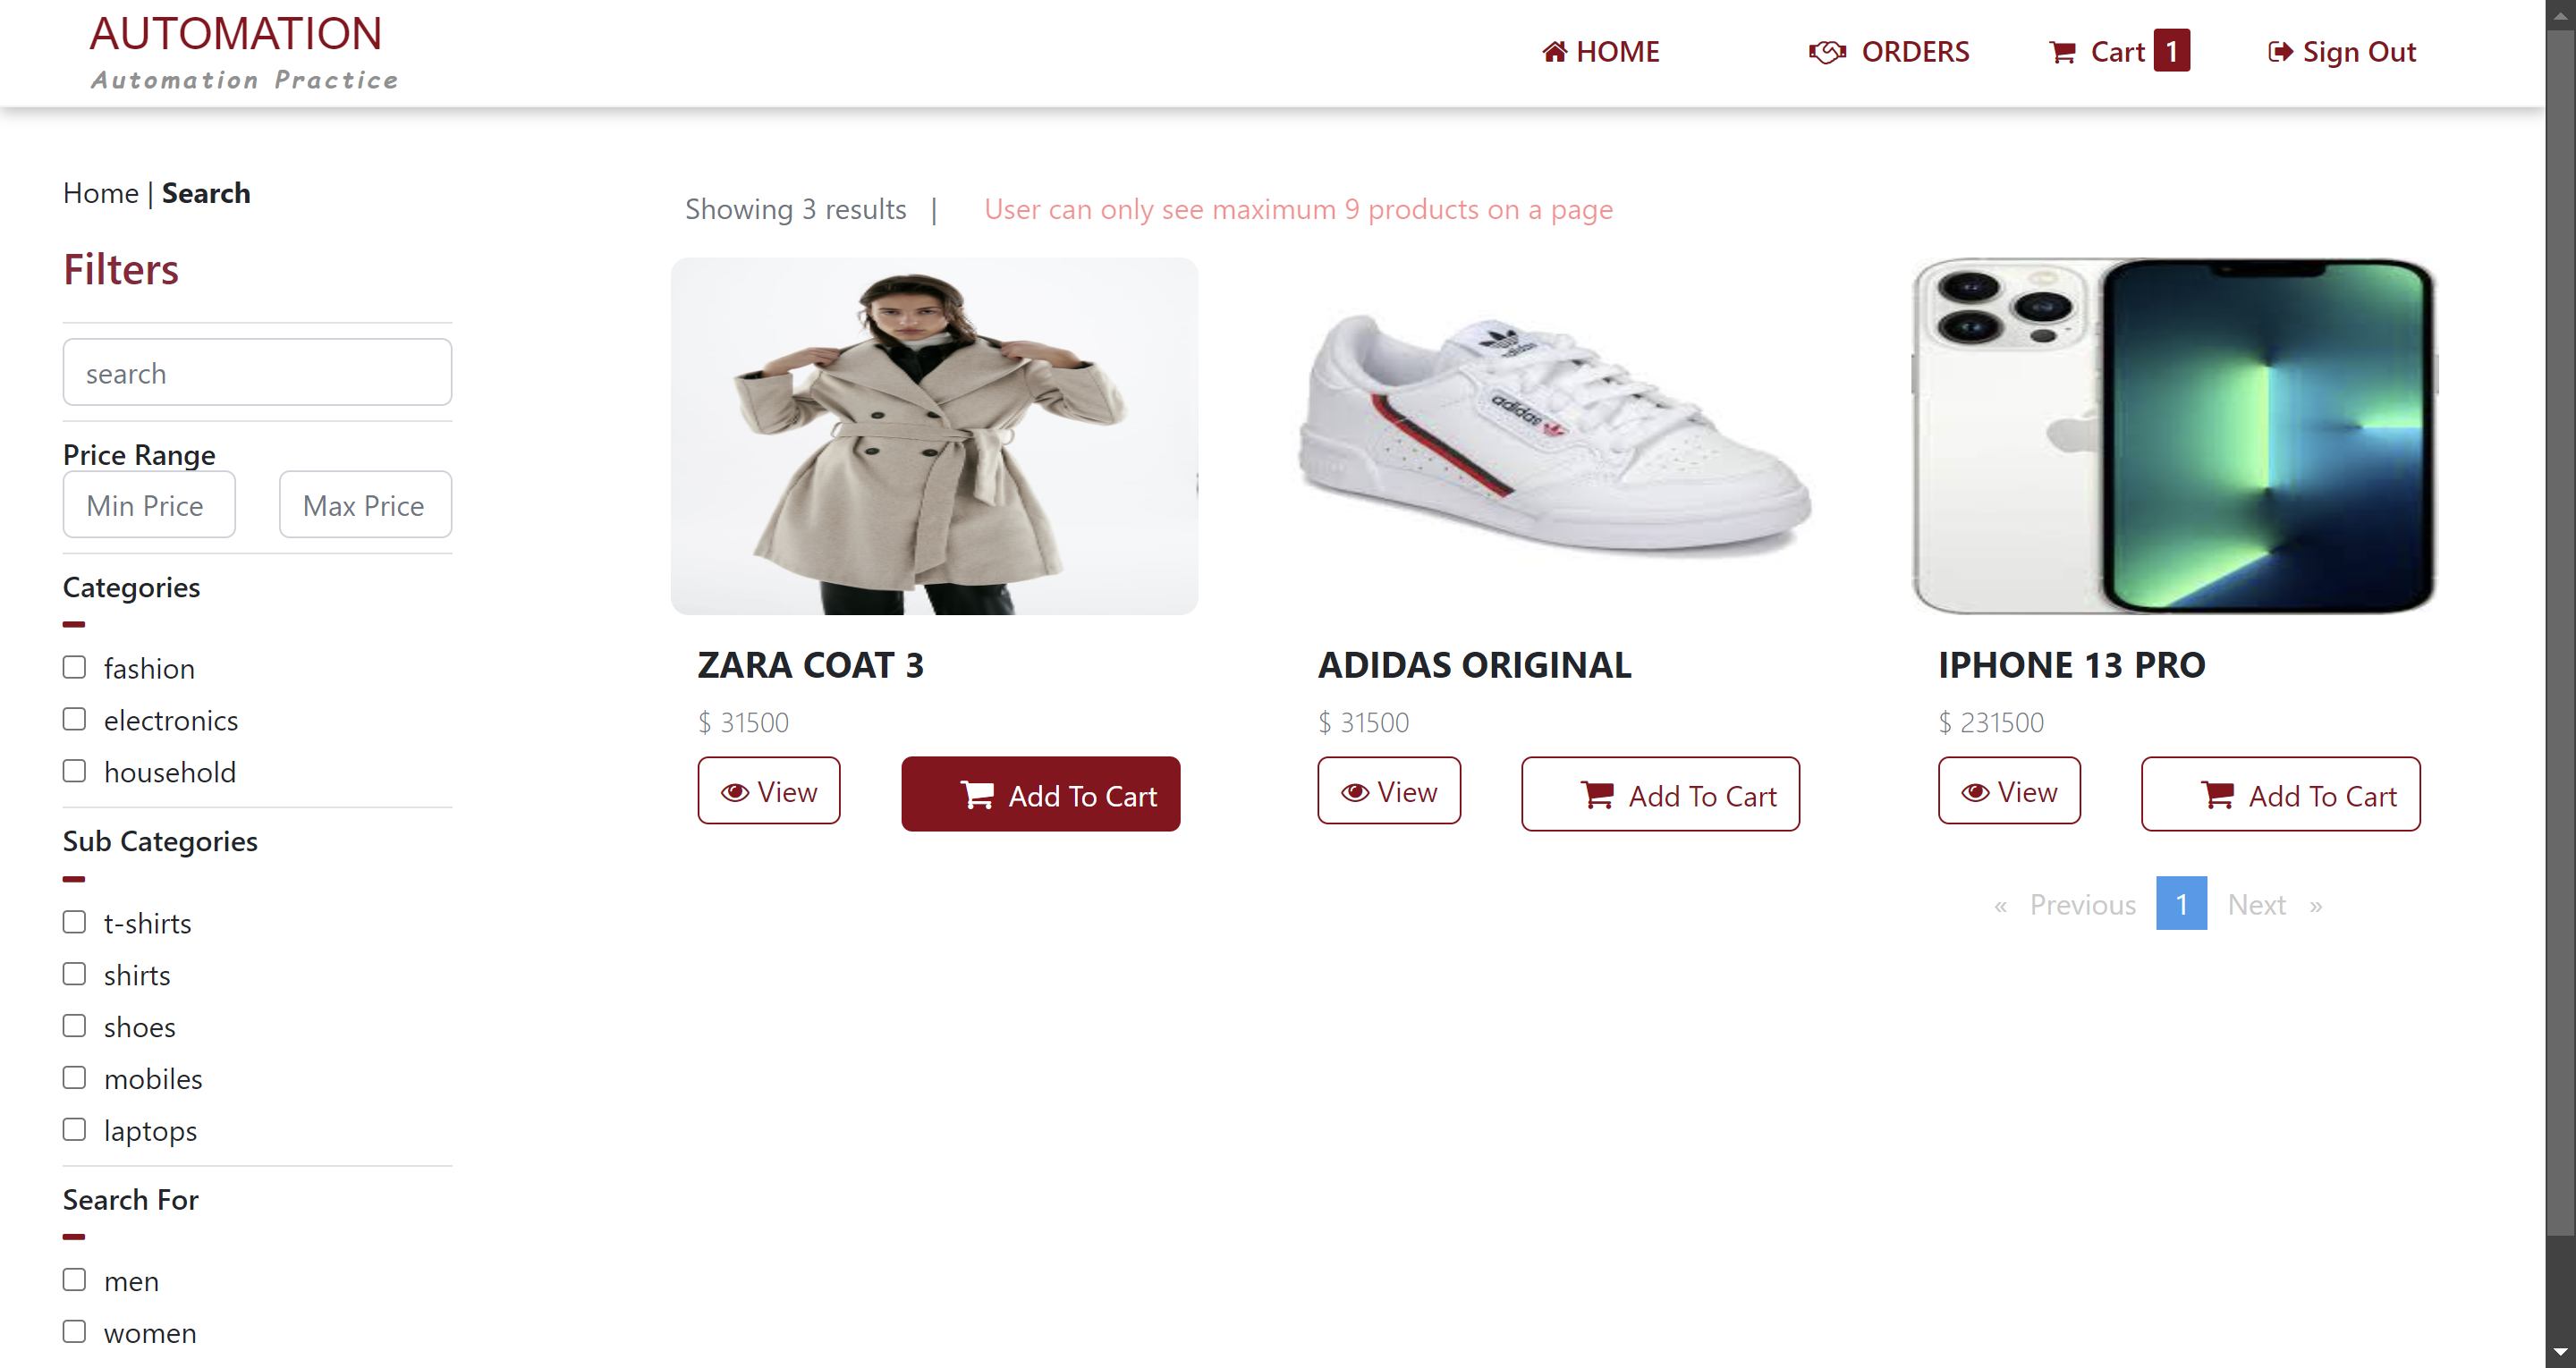 AUTOMATION
Automation Practice
HOME
ORDERS
Cart 1
Sign Out
Home | Search
Filters
search
Price Range
Min Price
Max Price
Categories
fashion
electronics
household
Sub Categories
t-shirts
shirts
shoes
mobiles
laptops
Search For
men
women
Showing 3 results |
User can only see maximum 9 products on a page
ZARA COAT 3
$ 31500
View
Add To Cart
adidas
adidas
ADIDAS ORIGINAL
$ 31500
View
Add To Cart
IPHONE 13 PRO
$ 231500
View
Add To Cart
« Previous 1 Next »